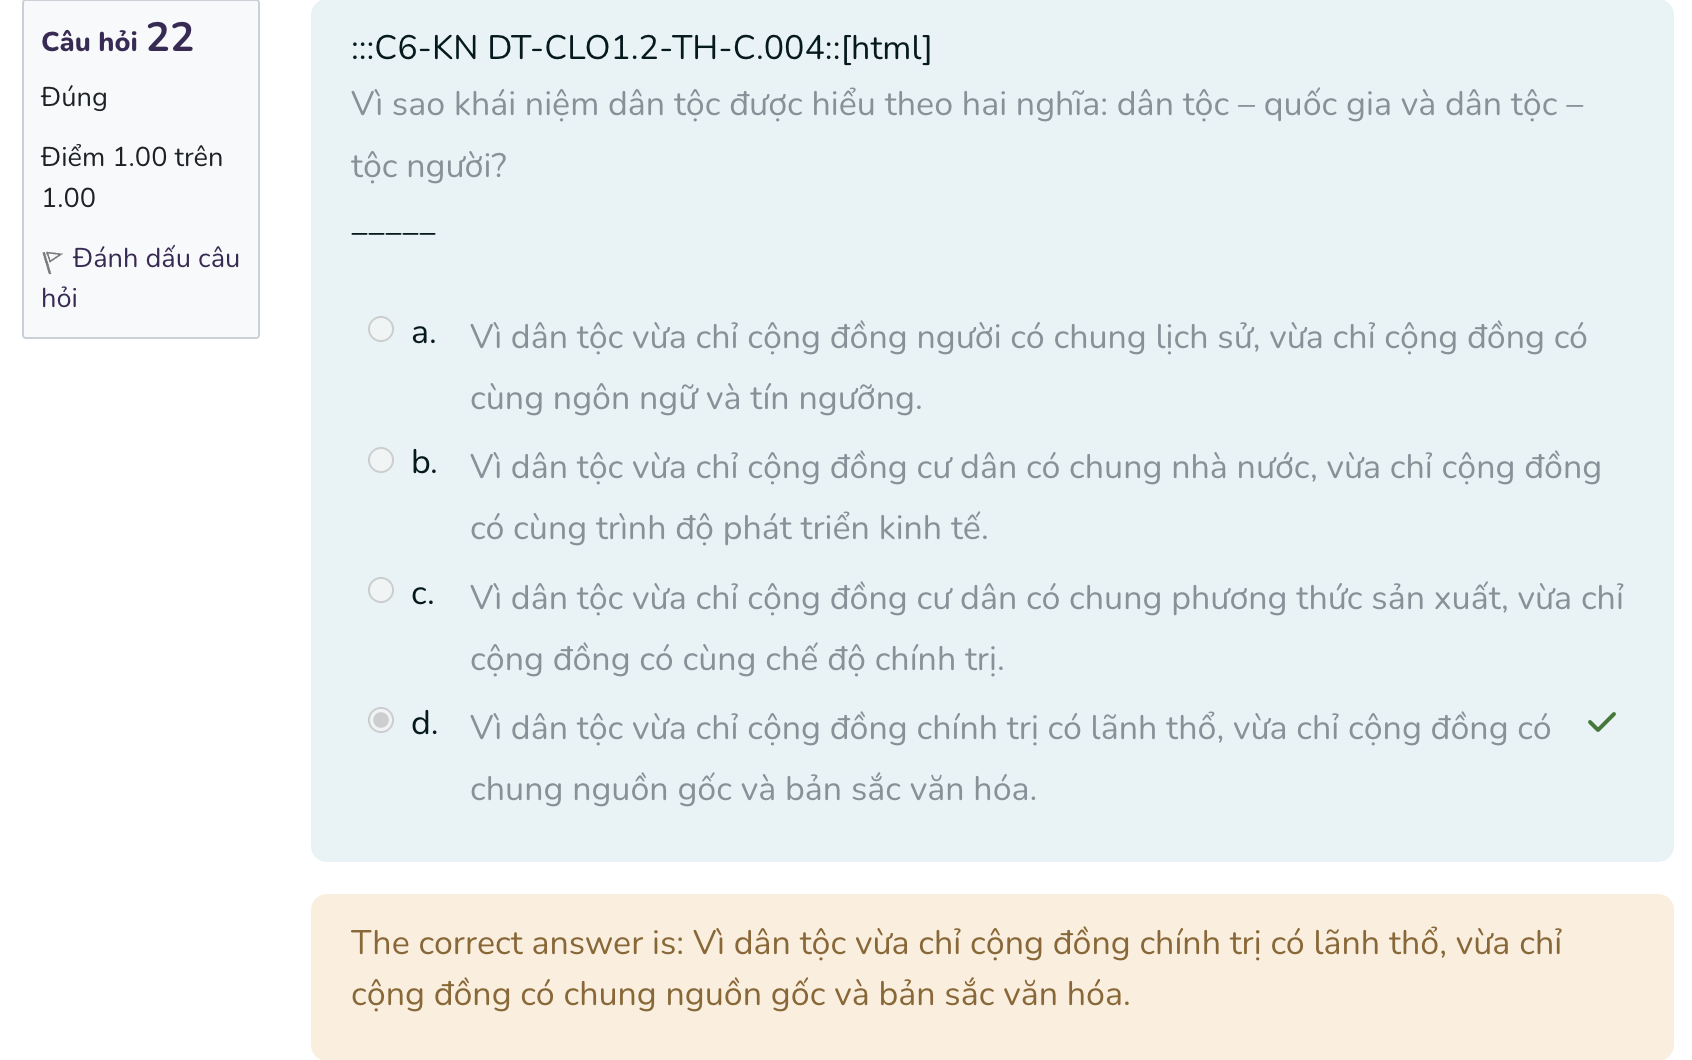 Câu hỏi 22
Đúng
Điểm 1.00 trên
1.00
Đánh dấu câu
hỏi
:::C6-KN DT-CLO1.2-TH-C.004::[html]
Vì sao khái niệm dân tộc được hiểu theo hai nghĩa: dân tộc – quốc gia và dân tộc –
tộc người?
_____
a. Vì dân tộc vừa chỉ cộng đồng người có chung lịch sử, vừa chỉ cộng đồng có
cùng ngôn ngữ và tín ngưỡng.
b. Vì dân tộc vừa chỉ cộng đồng cư dân có chung nhà nước, vừa chỉ cộng đồng
có cùng trình độ phát triển kinh tế.
c. Vì dân tộc vừa chỉ cộng đồng cư dân có chung phương thức sản xuất, vừa chỉ
cộng đồng có cùng chế độ chính trị.
d. Vì dân tộc vừa chỉ cộng đồng chính trị có lãnh thổ, vừa chỉ cộng đồng có
chung nguồn gốc và bản sắc văn hóa.
The correct answer is: Vì dân tộc vừa chỉ cộng đồng chính trị có lãnh thổ, vừa chỉ
cộng đồng có chung nguồn gốc và bản sắc văn hóa.